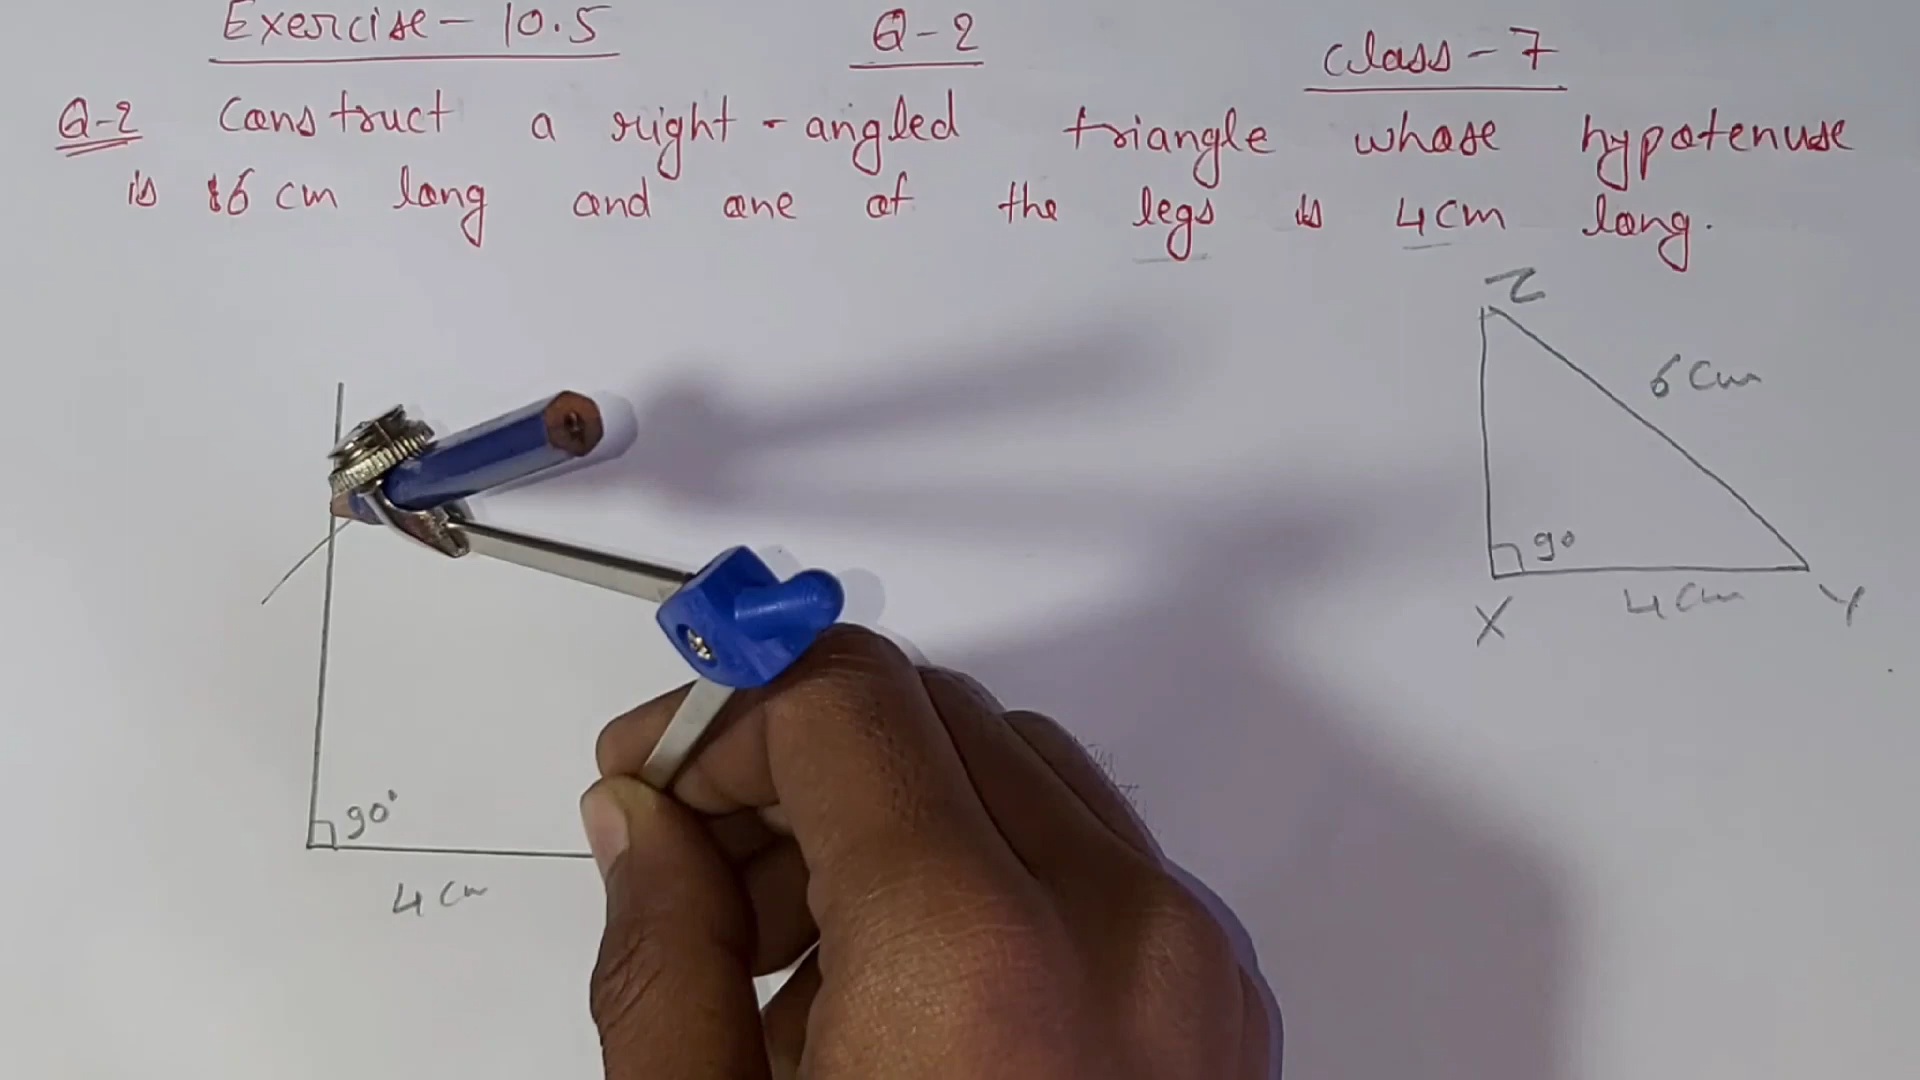 Exercise - 10.5 Q-2 Class - 7
Q-2 Construct a right-angled triangle whose hypotenuse
is 6 cm long and one of the legs is 4cm long.
Z
6 cm
90
X 4 cm Y
90°
4 cm